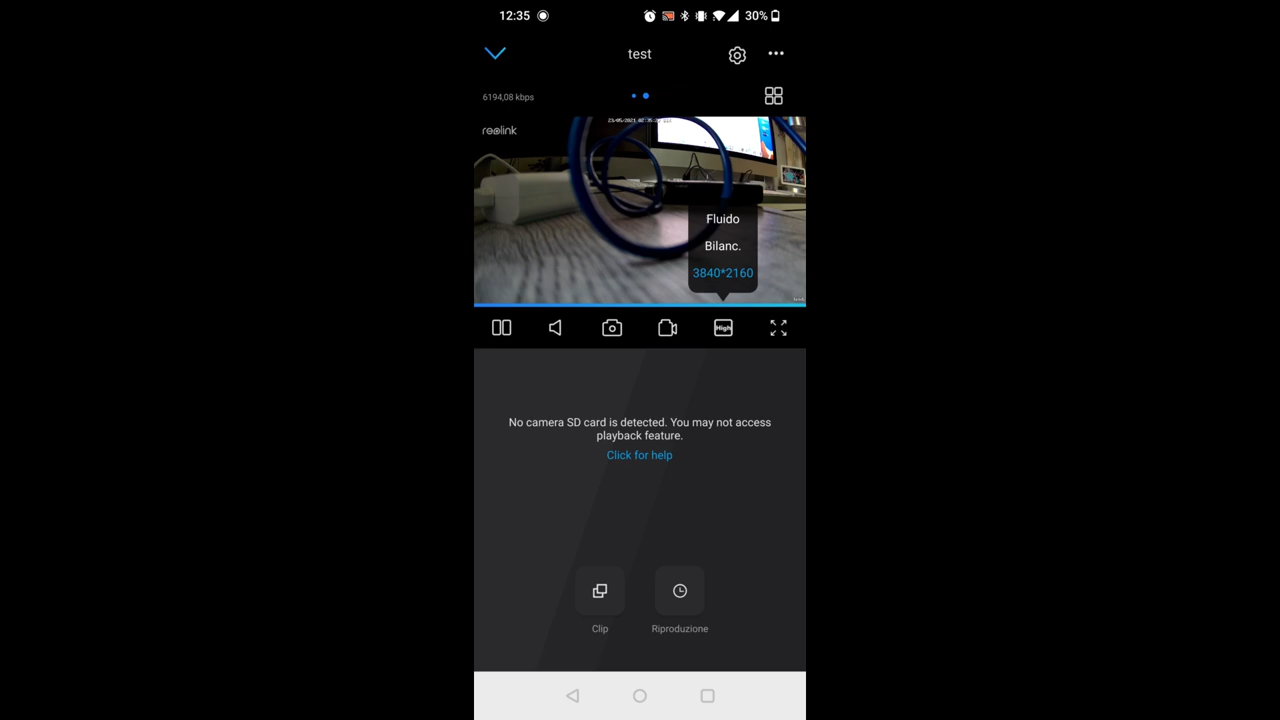 12:35
30%
test
6194,08 kbps
reolink
Fluido
Bilanc.
3840*2160
High
No camera SD card is detected. You may not access
playback feature.
Click for help
Clip
Riproduzione